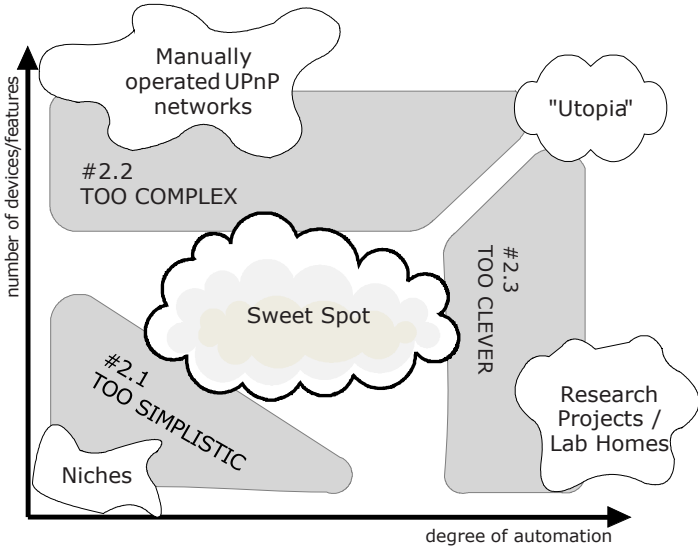 Manually
operated UPnP
networks
"Utopia"
number of devices/features
#2.2
TOO COMPLEX
#2.3
TOO CLEVER
Sweet Spot
#2.1
TOO SIMPLISTIC
Research
Projects /
Lab Homes
Niches
degree of automation